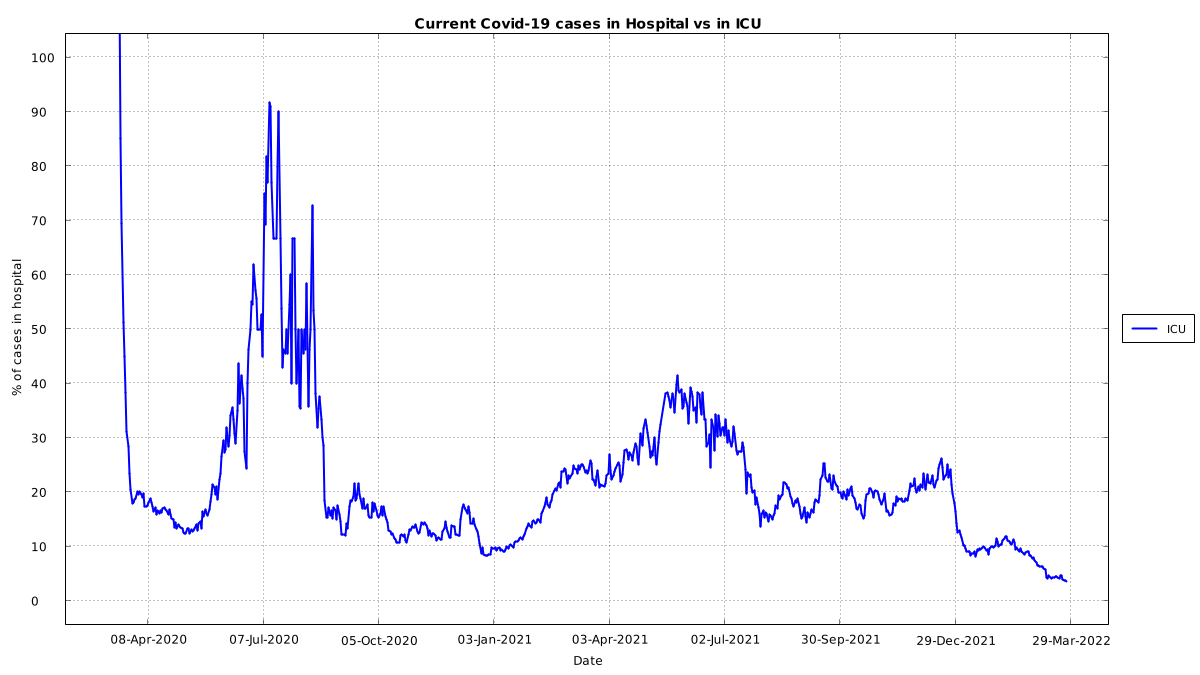 Current Covid-19 cases in Hospital vs in ICU
100
90
80
70
60
50
40
30
20
10
0
% of cases in hospital
08-Apr-2020
07-Jul-2020
05-Oct-2020
03-Jan-2021
03-Apr-2021
02-Jul-2021
30-Sep-2021
29-Dec-2021
29-Mar-2022
Date
ICU